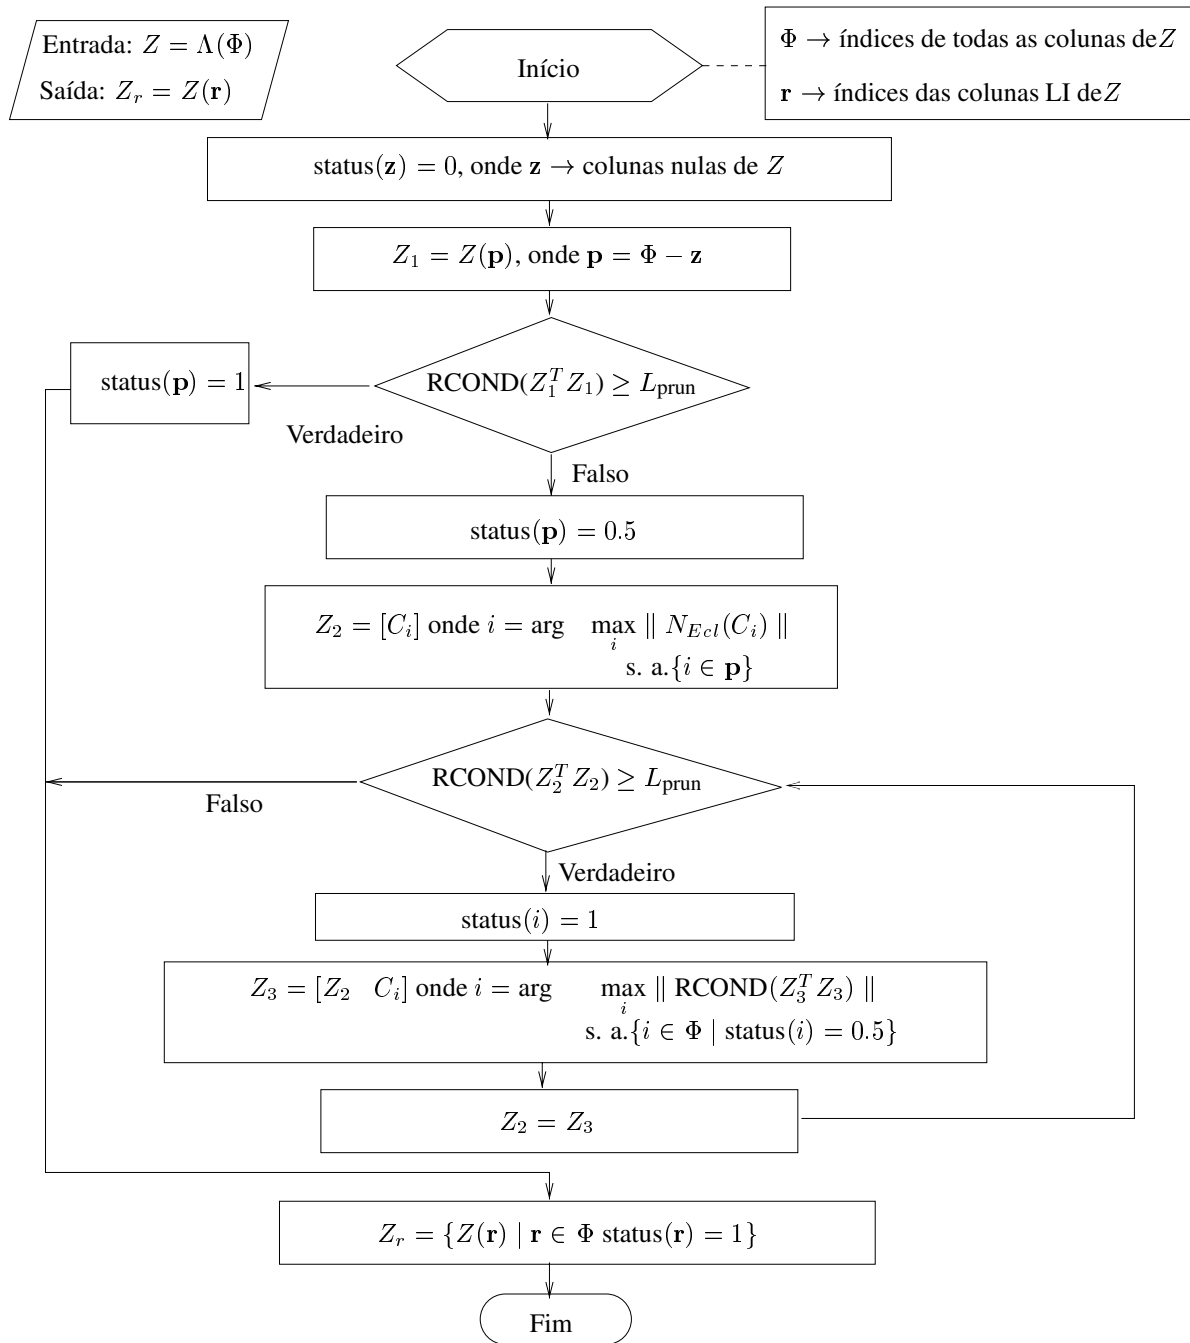 Entrada: Z = Λ(Φ)
Saída: Z_r = Z(𝐫)
Início
Φ → índices de todas as colunas de Z
𝐫 → índices das colunas LI de Z
status(𝐳) = 0, onde 𝐳 → colunas nulas de Z
Z_1 = Z(𝐩), onde 𝐩 = Φ − 𝐳
RCOND(Z_1^T Z_1) ≥ L_prun
status(𝐩) = 1
Verdadeiro
Falso
status(𝐩) = 0.5
Z_2 = [C_i] onde i = arg max_i ‖ N_{Ecl}(C_i) ‖
s. a.{i ∈ 𝐩}
RCOND(Z_2^T Z_2) ≥ L_prun
Falso
Verdadeiro
status(i) = 1
Z_3 = [Z_2 C_i] onde i = arg max_i ‖ RCOND(Z_3^T Z_3) ‖
s. a.{i ∈ Φ | status(i) = 0.5}
Z_2 = Z_3
Z_r = {Z(𝐫) | 𝐫 ∈ Φ status(𝐫) = 1}
Fim